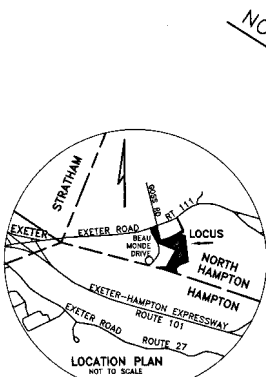 NO
STRATHAM
ROSS RD
RT 111
EXETER
EXETER ROAD
LOCUS
BEAU
MONDE
DRIVE
NORTH
HAMPTON
HAMPTON
EXETER-HAMPTON EXPRESSWAY
ROUTE 101
EXETER ROAD
ROUTE 27
LOCATION PLAN
NOT TO SCALE